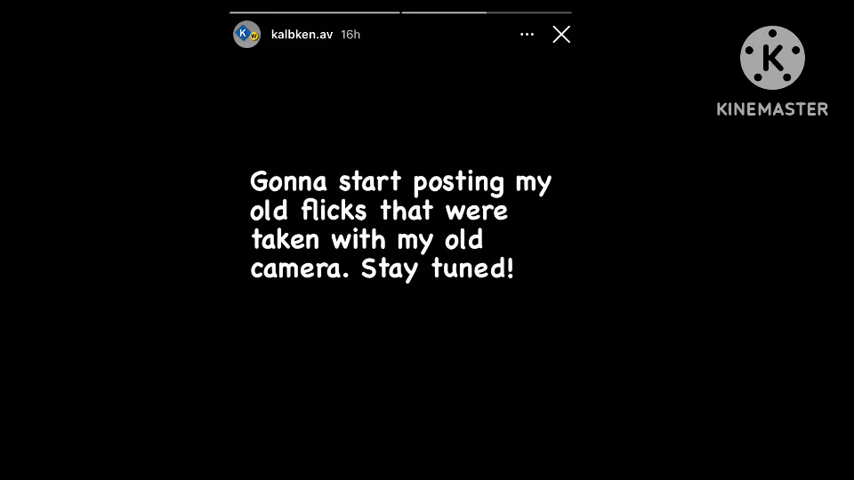 kalbken.av 16h
K
KINEMASTER
Gonna start posting my
old flicks that were
taken with my old
camera. Stay tuned!